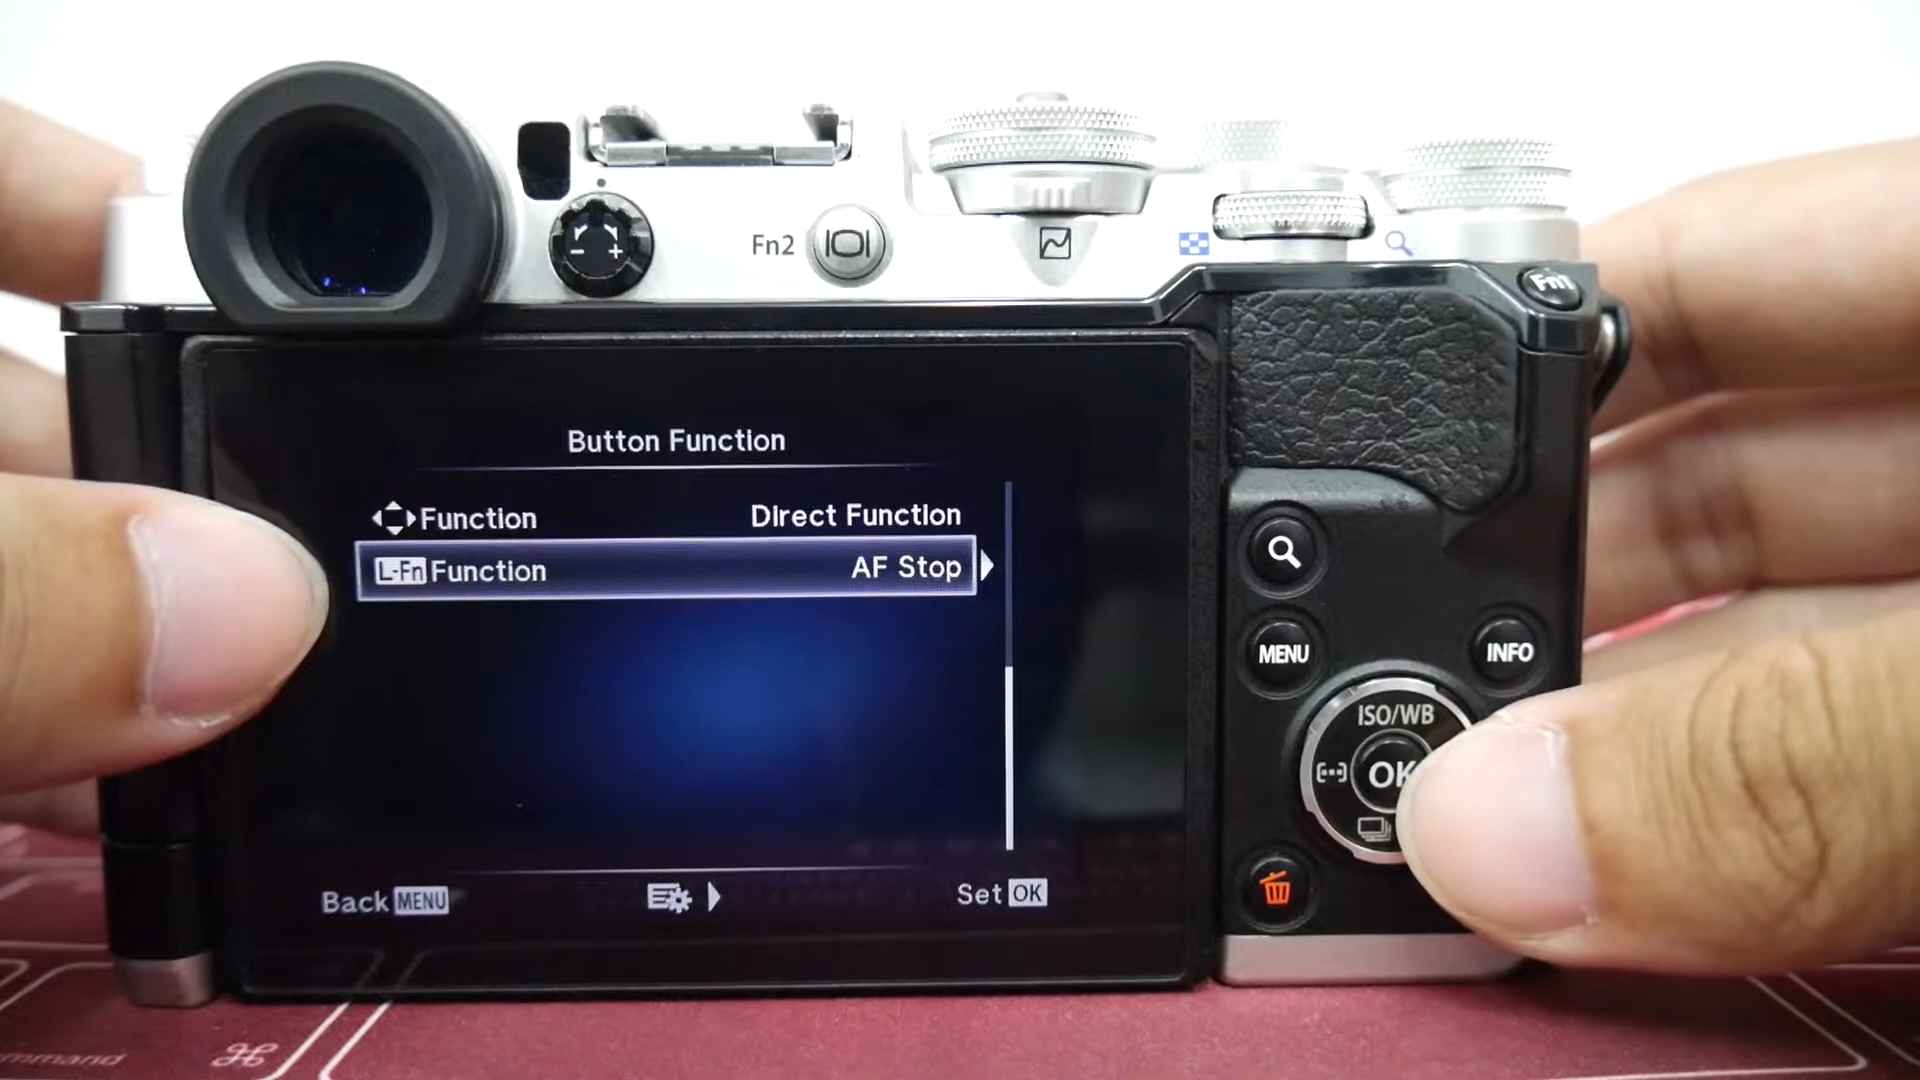 Fn2
Fn1
Button Function
Function Direct Function
L-Fn Function AF Stop
Back MENU
Set OK
MENU
INFO
ISO/WB
OK
mmand